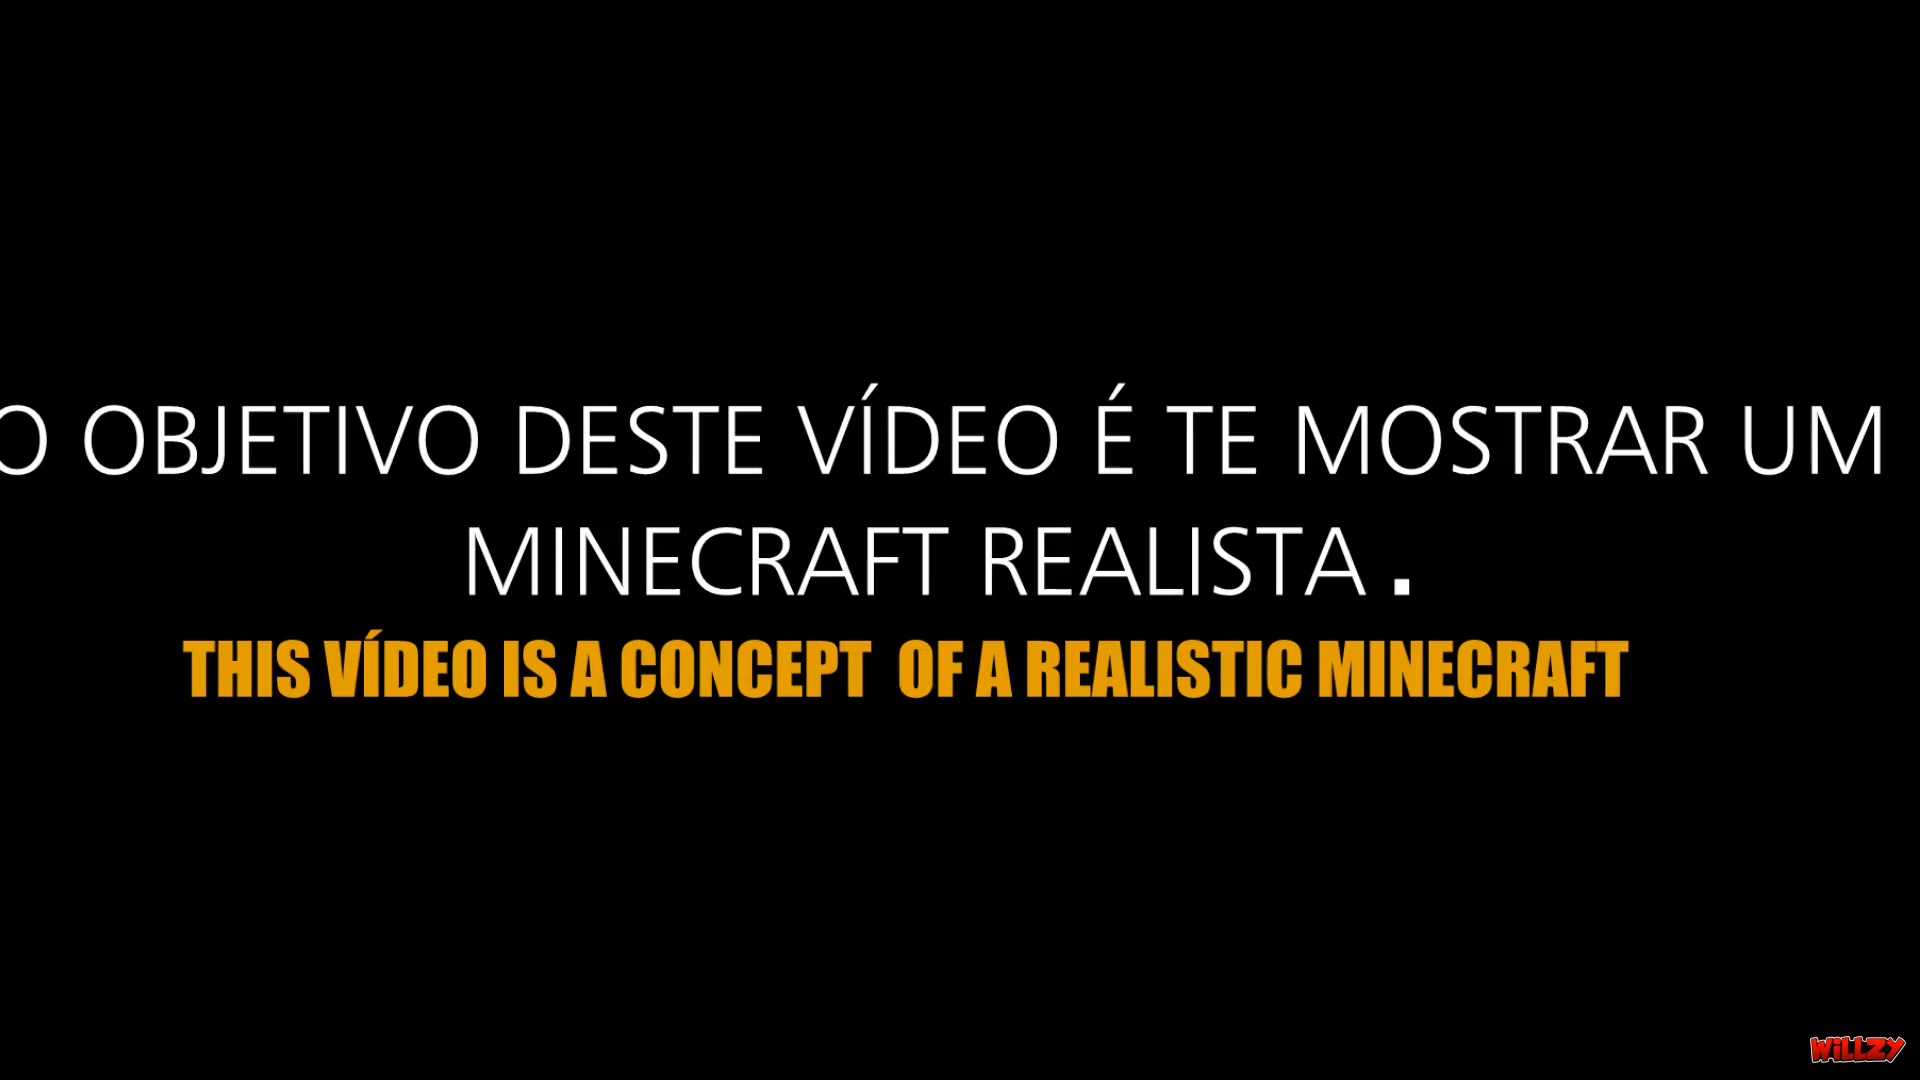 O OBJETIVO DESTE VÍDEO É TE MOSTRAR UM
MINECRAFT REALISTA .
THIS VÍDEO IS A CONCEPT OF A REALISTIC MINECRAFT
WiLLZY